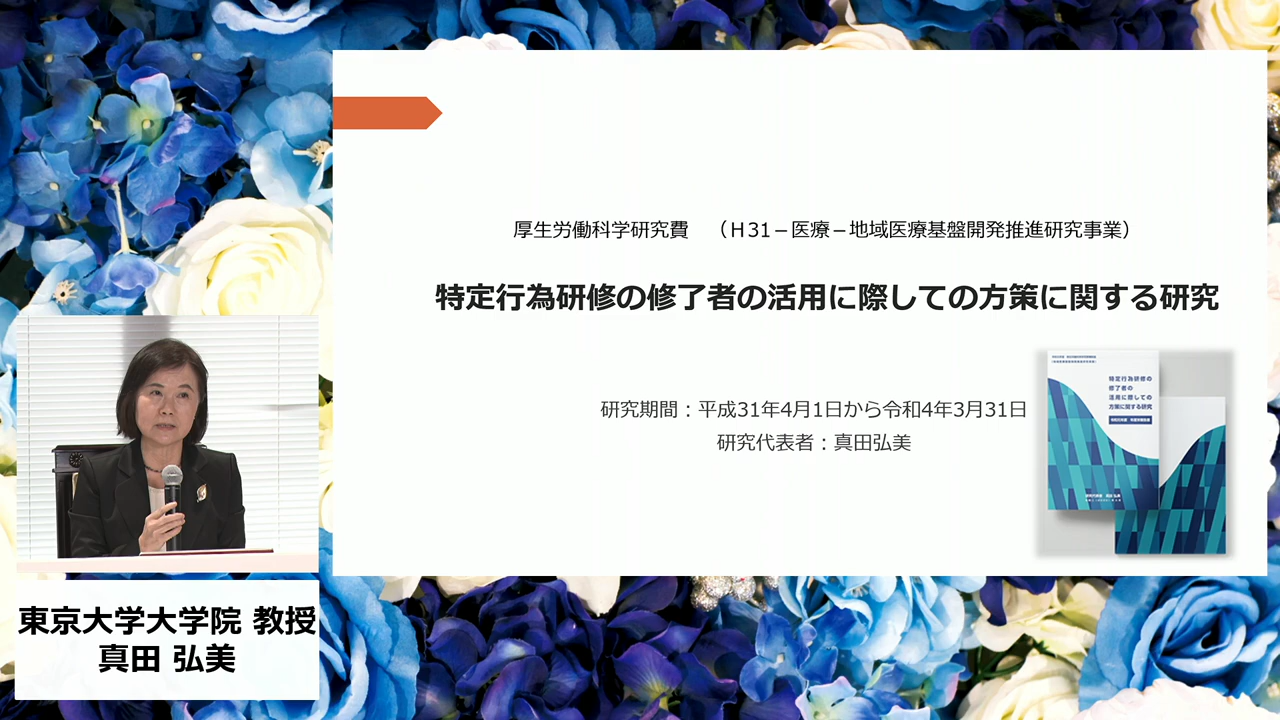 厚生労働科学研究費 （H31－医療－地域医療基盤開発推進研究事業）
特定行為研修の修了者の活用に際しての方策に関する研究
研究期間：平成31年4月1日から令和4年3月31日
研究代表者：真田弘美
特定行為研修の
修了者の
活用に際しての
方策に関する研究
東京大学大学院 教授
真田 弘美